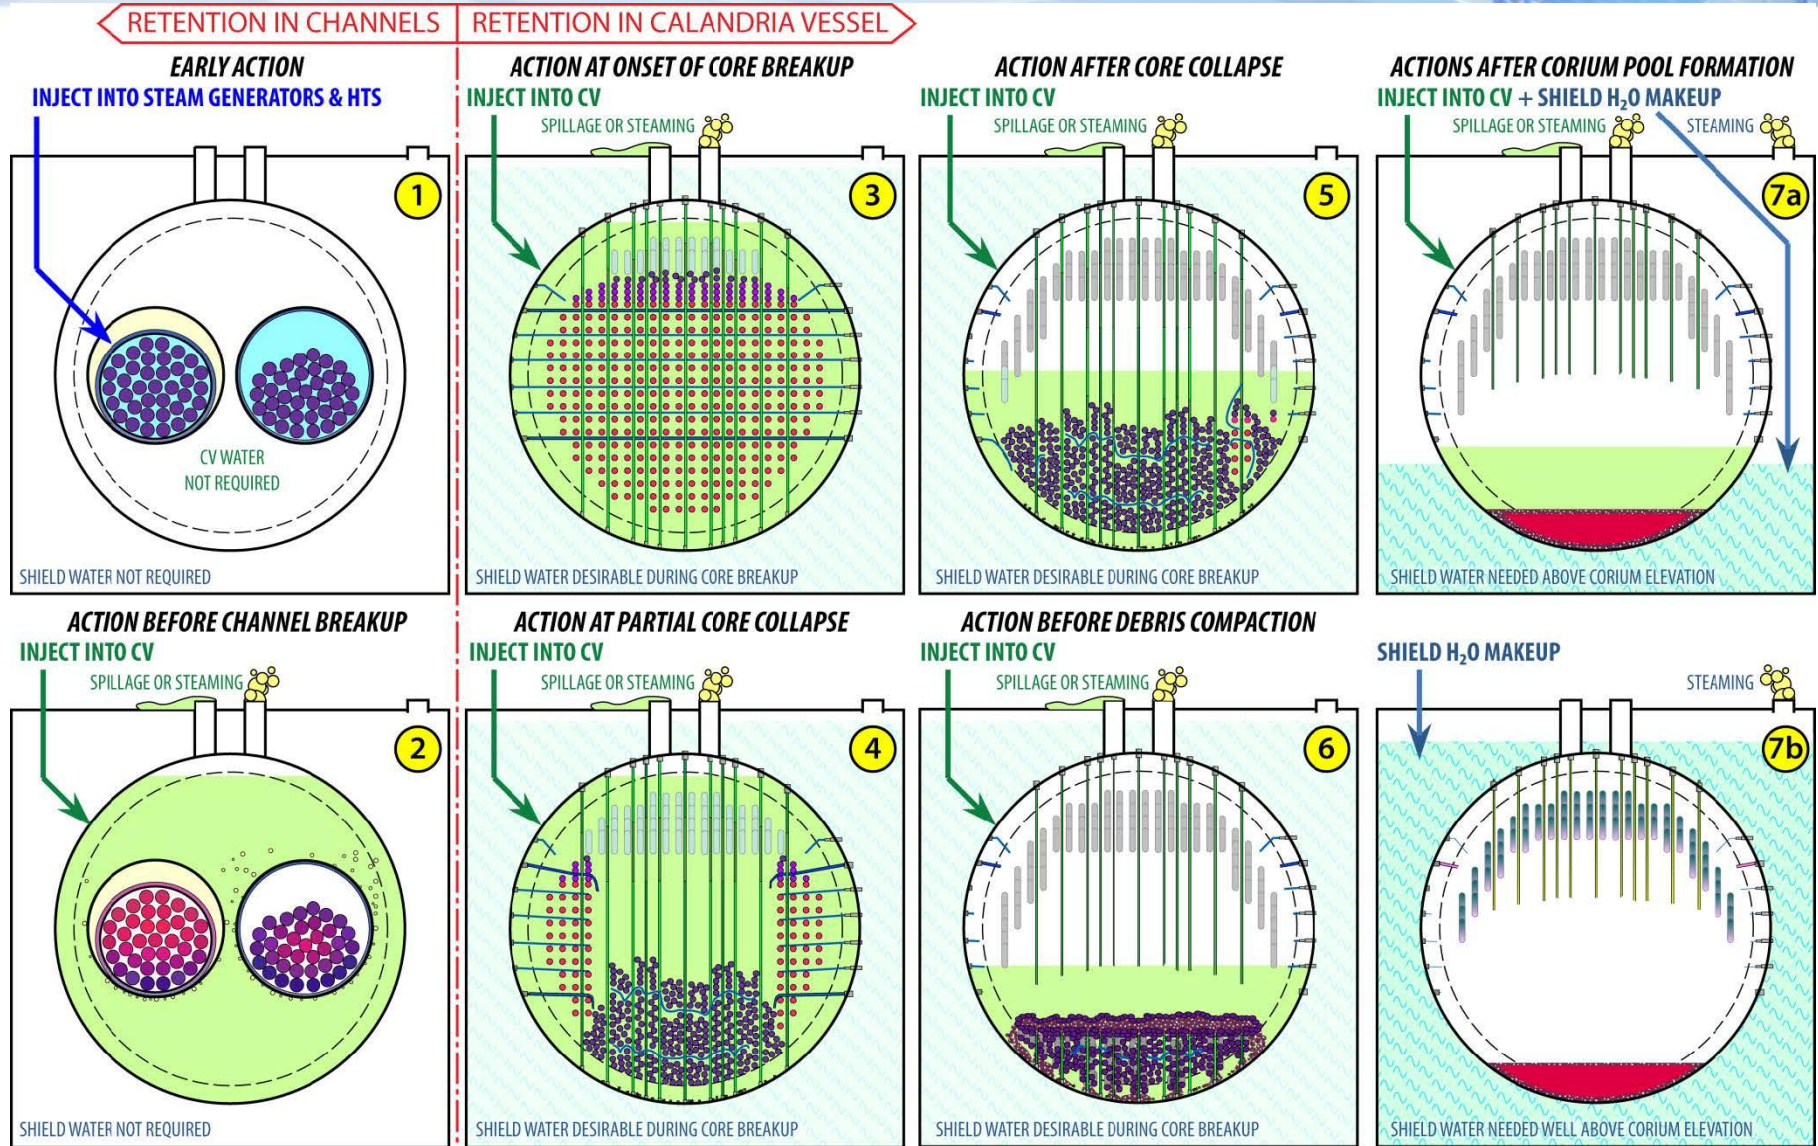 RETENTION IN CHANNELS
RETENTION IN CALANDRIA VESSEL
EARLY ACTION
INJECT INTO STEAM GENERATORS & HTS
1
CV WATER
NOT REQUIRED
SHIELD WATER NOT REQUIRED
ACTION AT ONSET OF CORE BREAKUP
INJECT INTO CV
SPILLAGE OR STEAMING
3
SHIELD WATER DESIRABLE DURING CORE BREAKUP
ACTION AFTER CORE COLLAPSE
INJECT INTO CV
SPILLAGE OR STEAMING
5
SHIELD WATER DESIRABLE DURING CORE BREAKUP
ACTIONS AFTER CORIUM POOL FORMATION
INJECT INTO CV + SHIELD H₂O MAKEUP
SPILLAGE OR STEAMING
STEAMING
7a
SHIELD WATER NEEDED ABOVE CORIUM ELEVATION
ACTION BEFORE CHANNEL BREAKUP
INJECT INTO CV
SPILLAGE OR STEAMING
2
SHIELD WATER NOT REQUIRED
ACTION AT PARTIAL CORE COLLAPSE
INJECT INTO CV
SPILLAGE OR STEAMING
4
SHIELD WATER DESIRABLE DURING CORE BREAKUP
ACTION BEFORE DEBRIS COMPACTION
INJECT INTO CV
SPILLAGE OR STEAMING
6
SHIELD WATER DESIRABLE DURING CORE BREAKUP
SHIELD H₂O MAKEUP
STEAMING
7b
SHIELD WATER NEEDED WELL ABOVE CORIUM ELEVATION